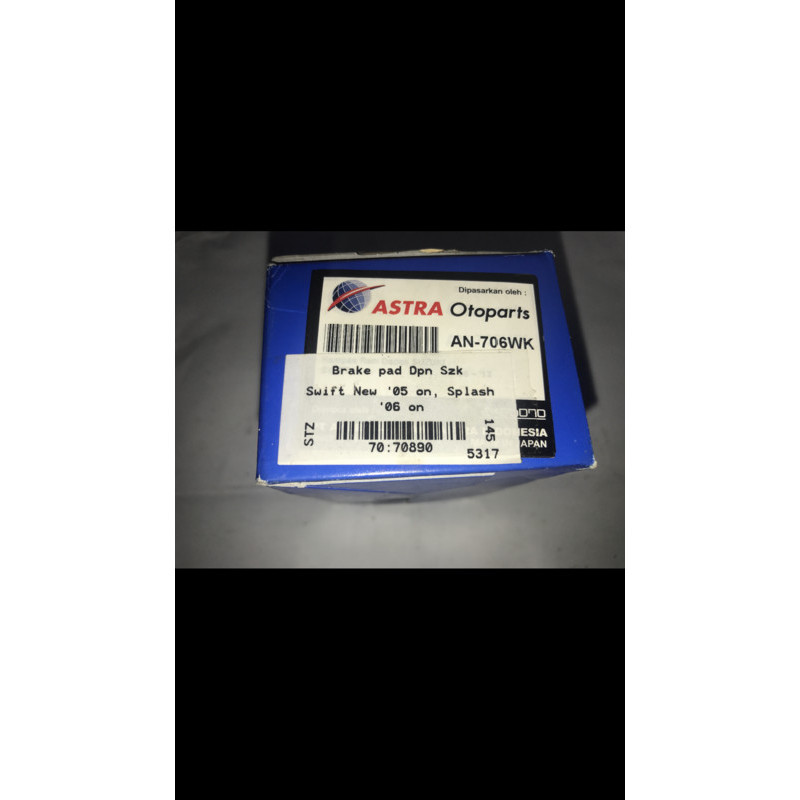 Dipasarkan oleh :
ASTRA Otoparts
AN-706WK
Brake pad Dpn Szk
Swift New '05 on, Splash
'06 on
STZ
145
70:70890
5317
JAPAN